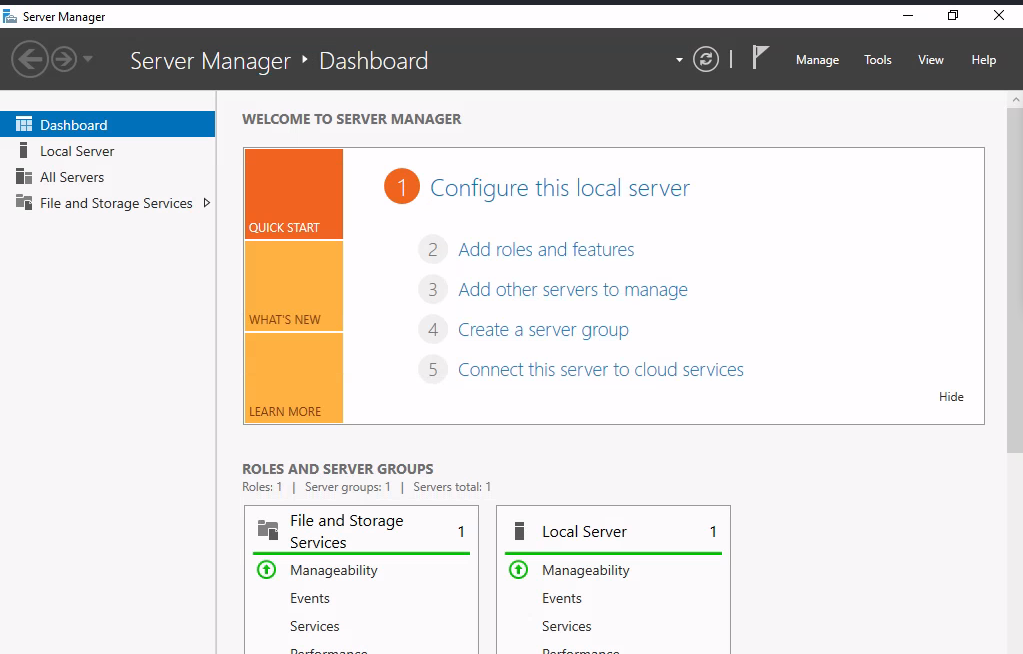 Server Manager
Server Manager ‣ Dashboard
Manage Tools View Help
Dashboard
Local Server
All Servers
File and Storage Services
WELCOME TO SERVER MANAGER
QUICK START
WHAT'S NEW
LEARN MORE
1 Configure this local server
2 Add roles and features
3 Add other servers to manage
4 Create a server group
5 Connect this server to cloud services
Hide
ROLES AND SERVER GROUPS
Roles: 1 | Server groups: 1 | Servers total: 1
File and Storage
Services
1
Manageability
Events
Services
Performance
Local Server 1
Manageability
Events
Services
Performance